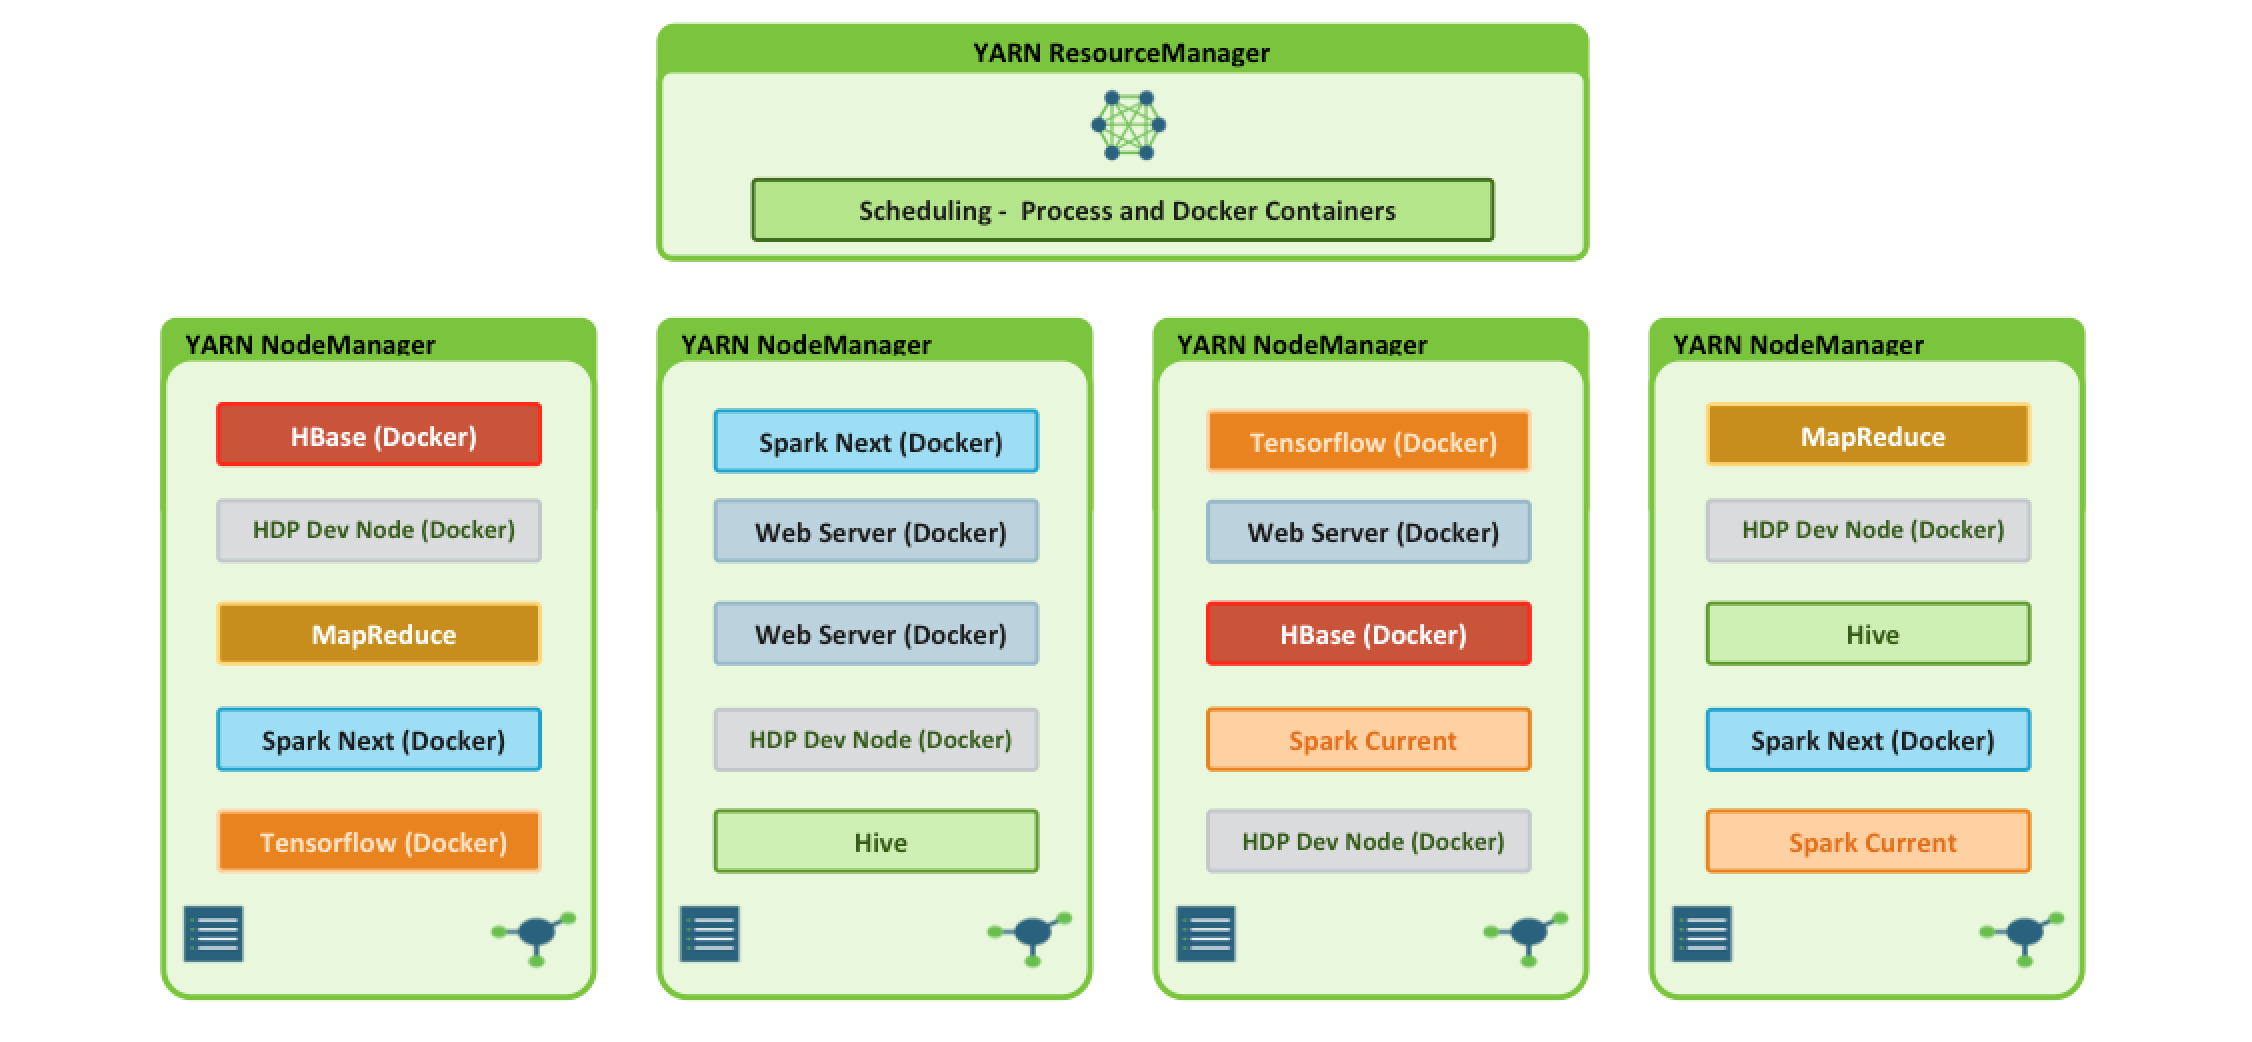 YARN ResourceManager
Scheduling - Process and Docker Containers
YARN NodeManager
HBase (Docker)
HDP Dev Node (Docker)
MapReduce
Spark Next (Docker)
Tensorflow (Docker)
YARN NodeManager
Spark Next (Docker)
Web Server (Docker)
Web Server (Docker)
HDP Dev Node (Docker)
Hive
YARN NodeManager
Tensorflow (Docker)
Web Server (Docker)
HBase (Docker)
Spark Current
HDP Dev Node (Docker)
YARN NodeManager
MapReduce
HDP Dev Node (Docker)
Hive
Spark Next (Docker)
Spark Current